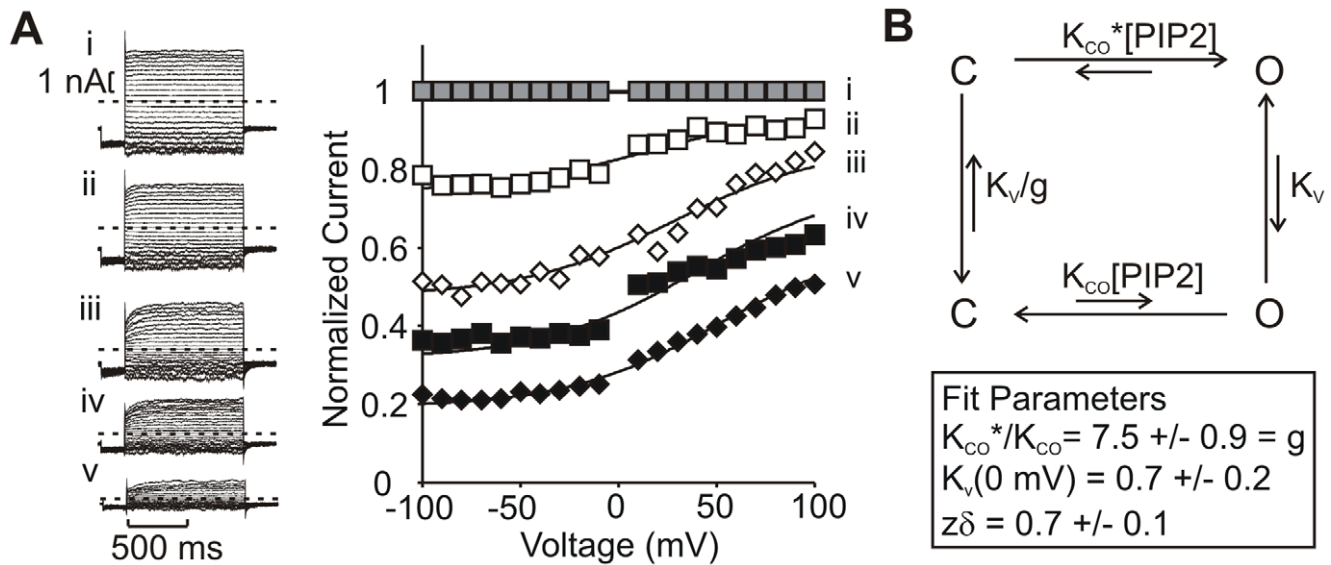 A
i
1 nA
ii
iii
iv
v
500 ms
Normalized Current
1
0.8
0.6
0.4
0.2
0
-100
-50
0
50
100
Voltage (mV)
i
ii
iii
iv
v
B
K_CO*[PIP2]
C
O
K_V/g
K_V
K_CO[PIP2]
C
O
Fit Parameters
K_CO*/K_CO= 7.5 +/- 0.9 = g
K_v(0 mV) = 0.7 +/- 0.2
zδ = 0.7 +/- 0.1